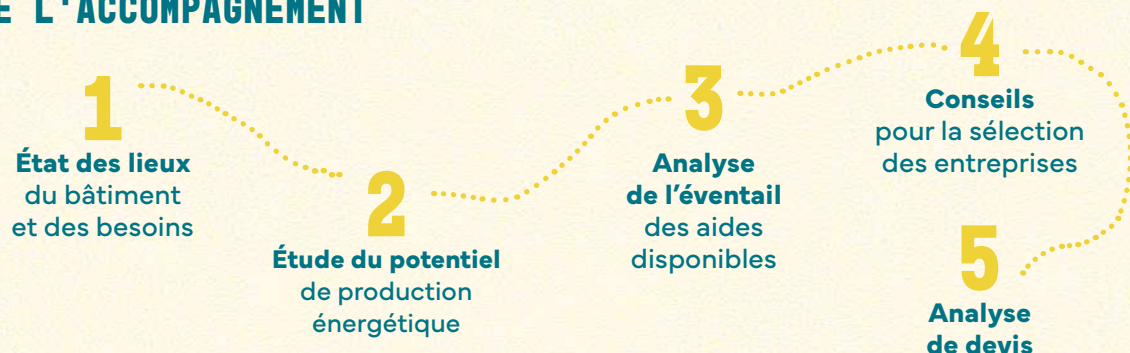 L'ACCOMPAGNEMENT
1
État des lieux
du bâtiment
et des besoins
2
Étude du potentiel
de production
énergétique
3
Analyse
de l'éventail
des aides
disponibles
4
Conseils
pour la sélection
des entreprises
5
Analyse
de devis